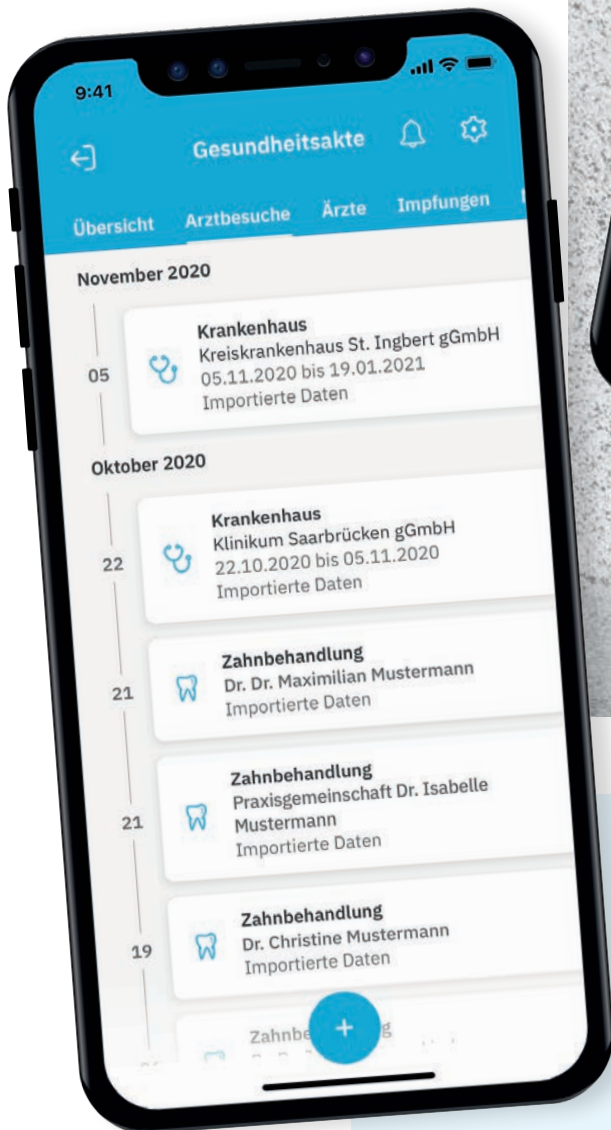 9:41
Gesundheitsakte
Übersicht Arztbesuche Ärzte Impfungen
November 2020
05
Krankenhaus
Kreiskrankenhaus St. Ingbert gGmbH
05.11.2020 bis 19.01.2021
Importierte Daten
Oktober 2020
22
Krankenhaus
Klinikum Saarbrücken gGmbH
22.10.2020 bis 05.11.2020
Importierte Daten
21
Zahnbehandlung
Dr. Dr. Maximilian Mustermann
Importierte Daten
21
Zahnbehandlung
Praxisgemeinschaft Dr. Isabelle
Mustermann
Importierte Daten
19
Zahnbehandlung
Dr. Christine Mustermann
Importierte Daten
+